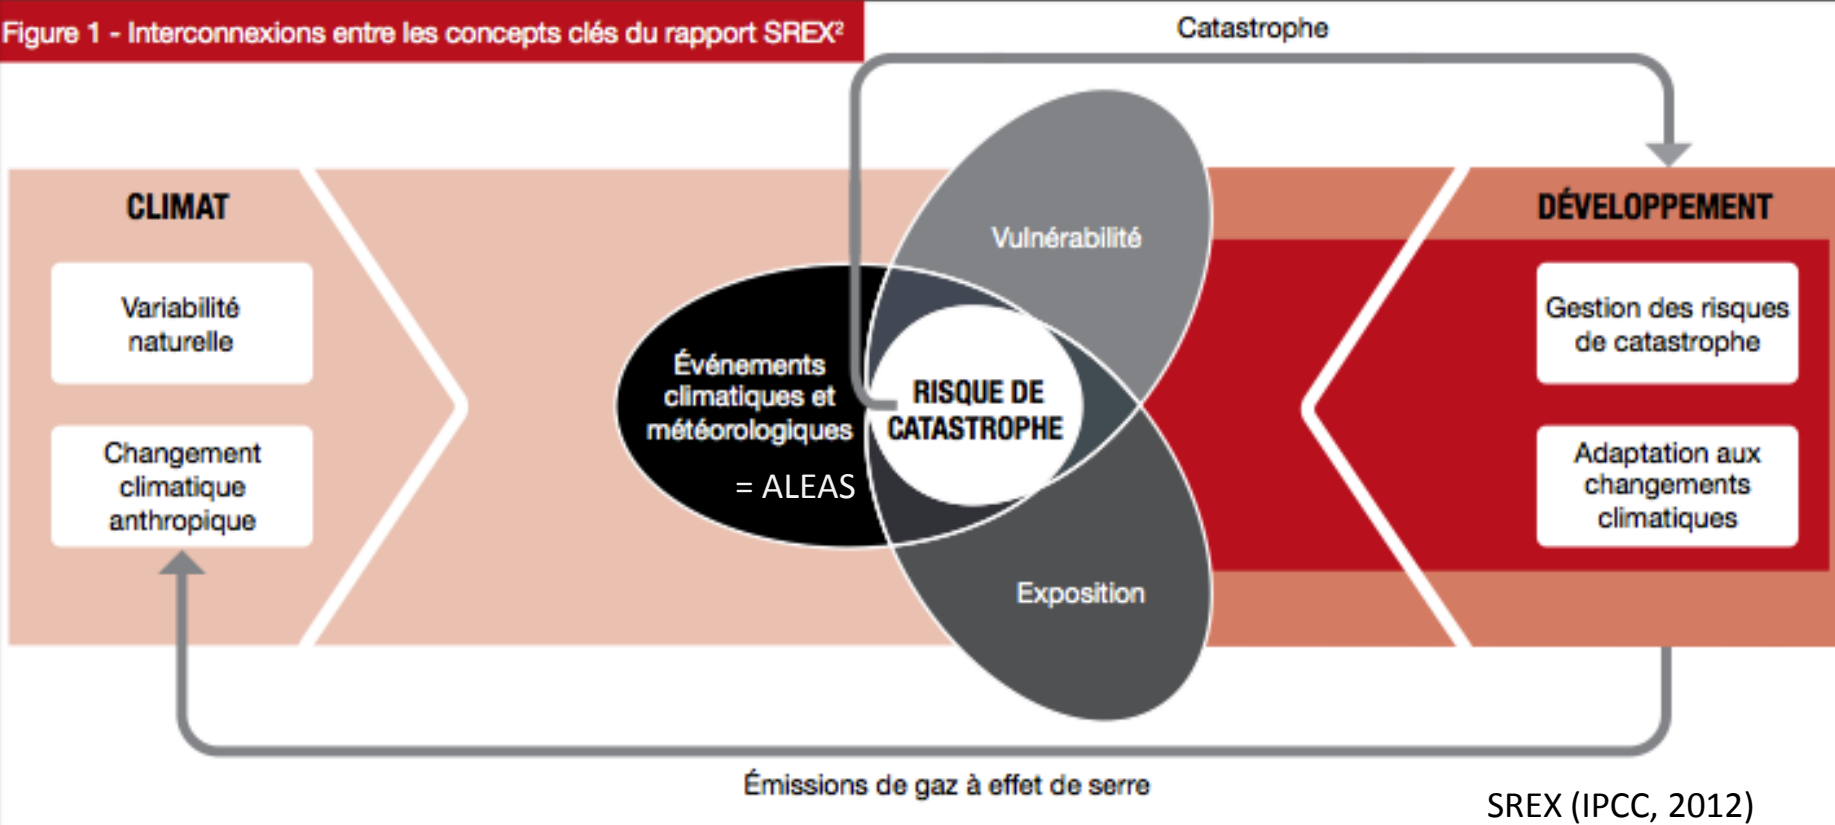 Figure 1 - Interconnexions entre les concepts clés du rapport SREX²
Catastrophe
CLIMAT
Variabilité
naturelle
Changement
climatique
anthropique
Événements
climatiques et
météorologiques
= ALEAS
RISQUE DE
CATASTROPHE
Vulnérabilité
Exposition
DÉVELOPPEMENT
Gestion des risques
de catastrophe
Adaptation aux
changements
climatiques
Émissions de gaz à effet de serre
SREX (IPCC, 2012)